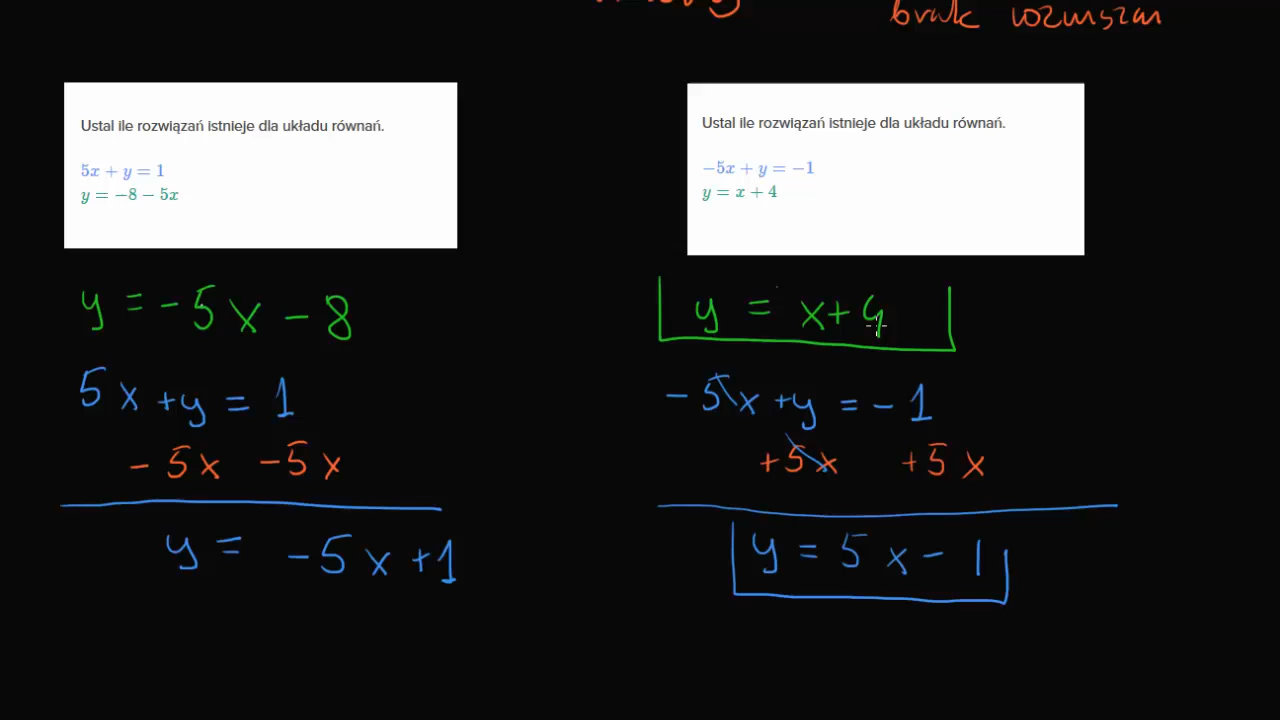 brak
Ustal ile rozwiązań istnieje dla układu równań.
5x + y = 1
y = −8 − 5x
y = -5x - 8
5x + y = 1
- 5x -5x
y = -5x + 1
Ustal ile rozwiązań istnieje dla układu równań.
−5x + y = −1
y = x + 4
y = x + 4
- 5x + y = - 1
+ 5x + 5x
y = 5x - 1